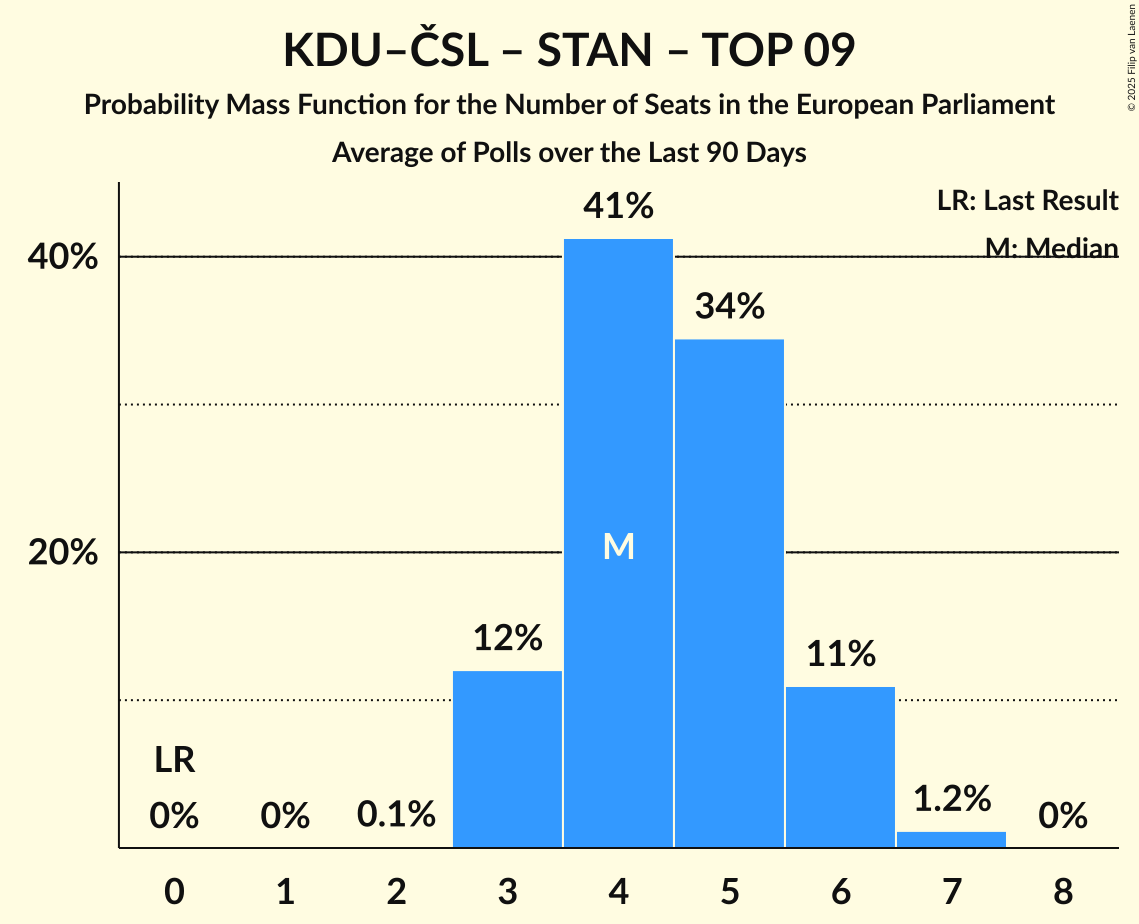 KDU–ČSL – STAN – TOP 09
Probability Mass Function for the Number of Seats in the European Parliament
Average of Polls over the Last 90 Days
© 2025 Filip van Laenen
LR: Last Result
M: Median
40%
20%
LR
0%
0%
0.1%
12%
41%
M
34%
11%
1.2%
0%
0 1 2 3 4 5 6 7 8